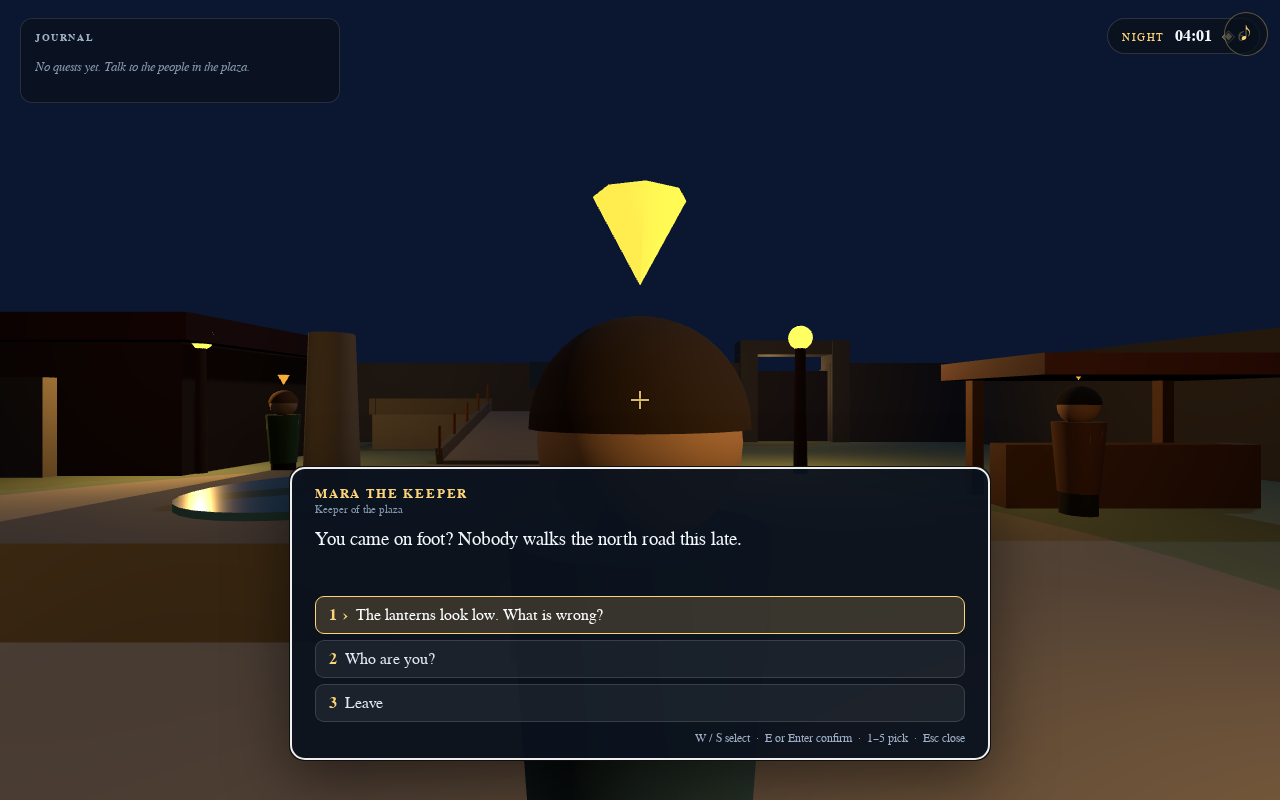 JOURNAL
No quests yet. Talk to the people in the plaza.
NIGHT 04:01
MARA THE KEEPER
Keeper of the plaza
You came on foot? Nobody walks the north road this late.
1 › The lanterns look low. What is wrong?
2 Who are you?
3 Leave
W / S select · E or Enter confirm · 1–5 pick · Esc close